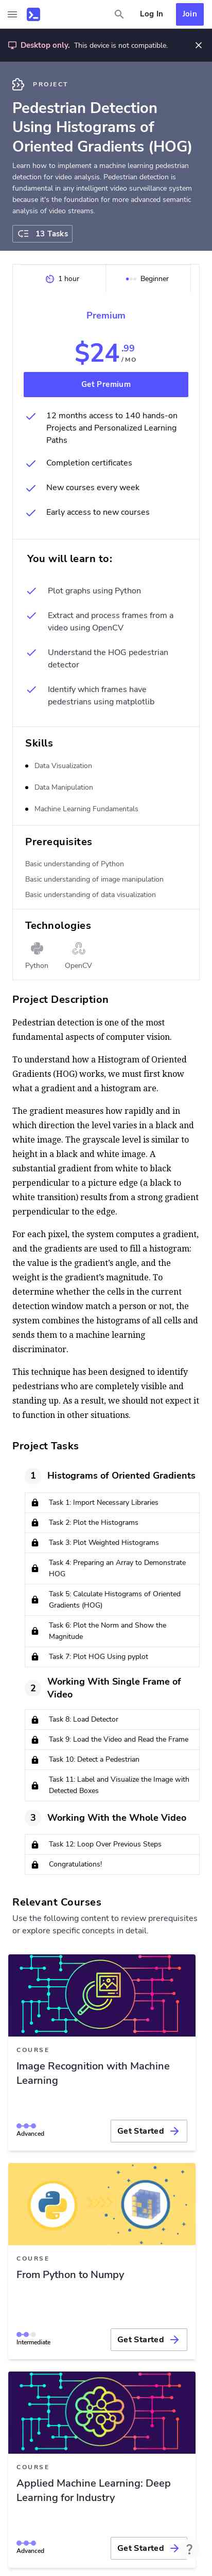 Log In
Join
Desktop only. This device is not compatible.
PROJECT
Pedestrian Detection
Using Histograms of
Oriented Gradients (HOG)
Learn how to implement a machine learning pedestrian
detection for video analysis. Pedestrian detection is
fundamental in any intelligent video surveillance system
because it's the foundation for more advanced semantic
analysis of video streams.
13 Tasks
1 hour
Beginner
Premium
$24.99
/MO
Get Premium
12 months access to 140 hands-on
Projects and Personalized Learning
Paths
Completion certificates
New courses every week
Early access to new courses
You will learn to:
Plot graphs using Python
Extract and process frames from a
video using OpenCV
Understand the HOG pedestrian
detector
Identify which frames have
pedestrians using matplotlib
Skills
Data Visualization
Data Manipulation
Machine Learning Fundamentals
Prerequisites
Basic understanding of Python
Basic understanding of image manipulation
Basic understanding of data visualization
Technologies
Python
OpenCV
Project Description
Pedestrian detection is one of the most
fundamental aspects of computer vision.
To understand how a Histogram of Oriented
Gradients (HOG) works, we must first know
what a gradient and a histogram are.
The gradient measures how rapidly and in
which direction the level varies in a black and
white image. The grayscale level is similar to
height in a black and white image. A
substantial gradient from white to black
perpendicular to a picture edge (a black to
white transition) results from a strong gradient
perpendicular to the edge.
For each pixel, the system computes a gradient,
and the gradients are used to fill a histogram:
the value is the gradient's angle, and the
weight is the gradient's magnitude. To
determine whether the cells in the current
detection window match a person or not, the
system combines the histograms of all cells and
sends them to a machine learning
discriminator.
This technique has been designed to identify
pedestrians who are completely visible and
standing up. As a result, we should not expect it
to function in other situations.
Project Tasks
1 Histograms of Oriented Gradients
Task 1: Import Necessary Libraries
Task 2: Plot the Histograms
Task 3: Plot Weighted Histograms
Task 4: Preparing an Array to Demonstrate
HOG
Task 5: Calculate Histograms of Oriented
Gradients (HOG)
Task 6: Plot the Norm and Show the
Magnitude
Task 7: Plot HOG Using pyplot
2 Working With Single Frame of
Video
Task 8: Load Detector
Task 9: Load the Video and Read the Frame
Task 10: Detect a Pedestrian
Task 11: Label and Visualize the Image with
Detected Boxes
3 Working With the Whole Video
Task 12: Loop Over Previous Steps
Congratulations!
Relevant Courses
Use the following content to review prerequisites
or explore specific concepts in detail.
COURSE
Image Recognition with Machine
Learning
Advanced
Get Started
COURSE
From Python to Numpy
Intermediate
Get Started
COURSE
Applied Machine Learning: Deep
Learning for Industry
Advanced
Get Started
?